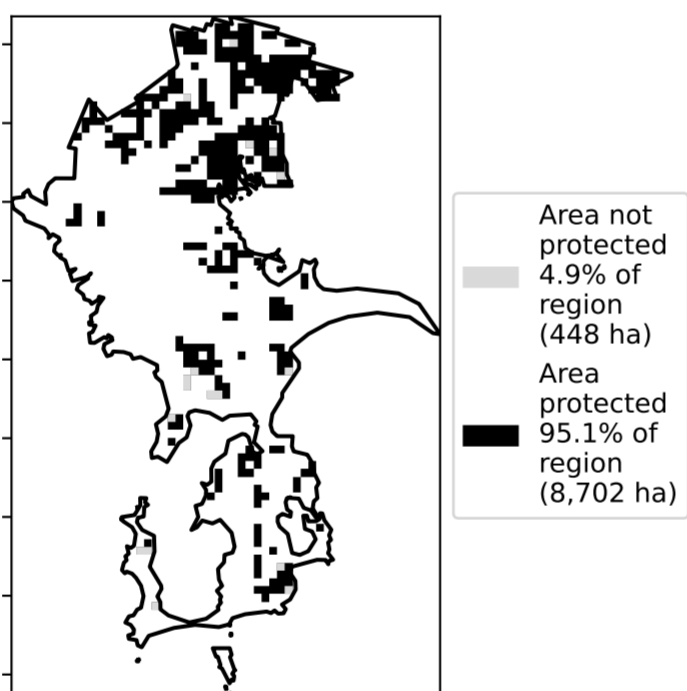 Area not
protected
4.9% of
region
(448 ha)
Area
protected
95.1% of
region
(8,702 ha)